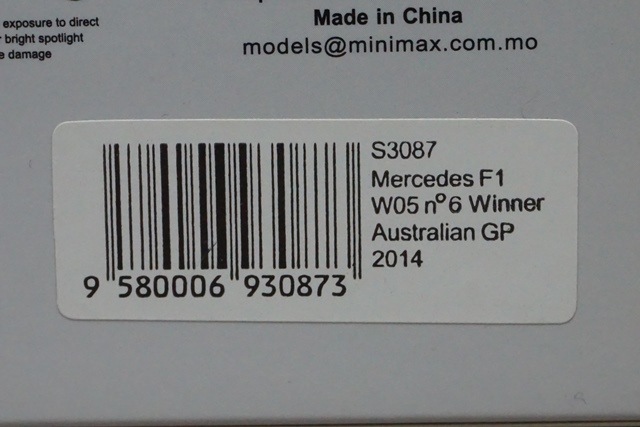 exposure to direct
bright spotlight
damage
Made in China
models@minimax.com.mo
S3087
Mercedes F1
W05 nº6 Winner
Australian GP
2014
9 580006 930873